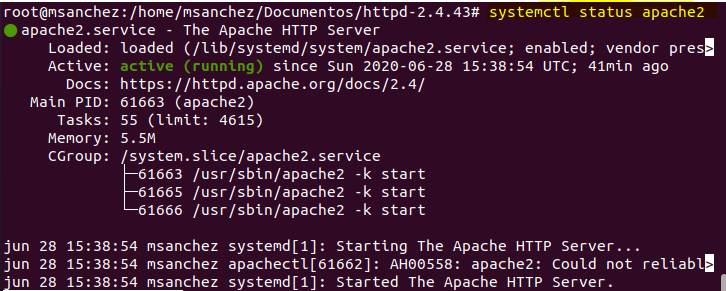 root@msanchez:/home/msanchez/Documentos/httpd-2.4.43# systemctl status apache2
● apache2.service - The Apache HTTP Server
     Loaded: loaded (/lib/systemd/system/apache2.service; enabled; vendor pres>
     Active: active (running) since Sun 2020-06-28 15:38:54 UTC; 41min ago
       Docs: https://httpd.apache.org/docs/2.4/
   Main PID: 61663 (apache2)
      Tasks: 55 (limit: 4615)
     Memory: 5.5M
     CGroup: /system.slice/apache2.service
             ├─61663 /usr/sbin/apache2 -k start
             ├─61665 /usr/sbin/apache2 -k start
             └─61666 /usr/sbin/apache2 -k start

jun 28 15:38:54 msanchez systemd[1]: Starting The Apache HTTP Server...
jun 28 15:38:54 msanchez apachectl[61662]: AH00558: apache2: Could not reliabl>
jun 28 15:38:54 msanchez systemd[1]: Started The Apache HTTP Server.